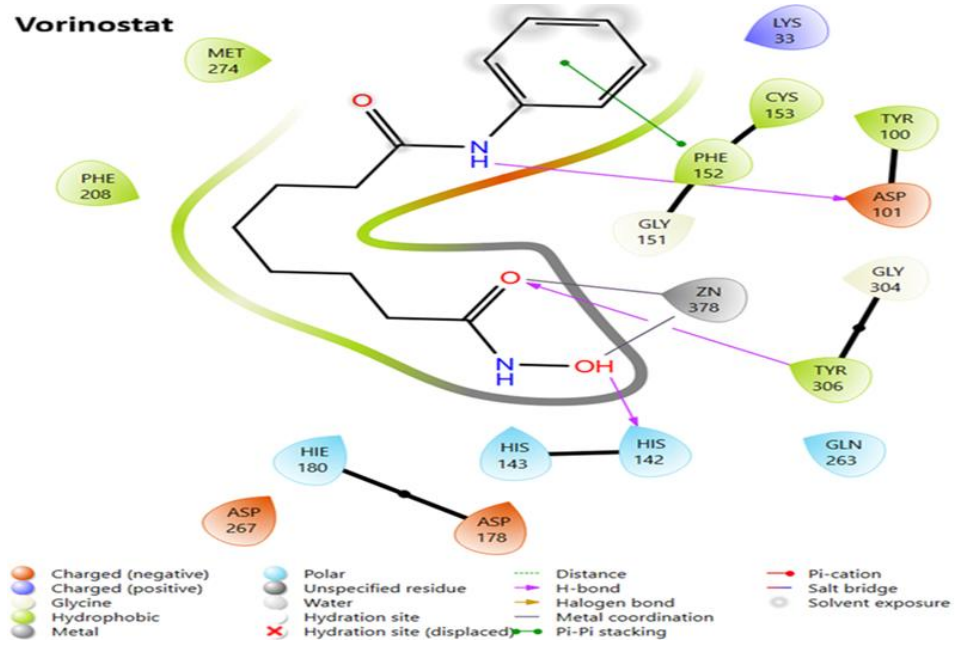 Vorinostat
LYS
33
MET
274
CYS
153
TYR
100
O
N
H
PHE
152
PHE
208
ASP
101
GLY
151
GLY
304
O
ZN
378
N
H
OH
TYR
306
HIE
180
HIS
143
HIS
142
GLN
263
ASP
267
ASP
178
Charged (negative)
Charged (positive)
Glycine
Hydrophobic
Metal
Polar
Unspecified residue
Water
Hydration site
Hydration site (displaced)
Distance
H-bond
Halogen bond
Metal coordination
Pi-Pi stacking
Pi-cation
Salt bridge
Solvent exposure